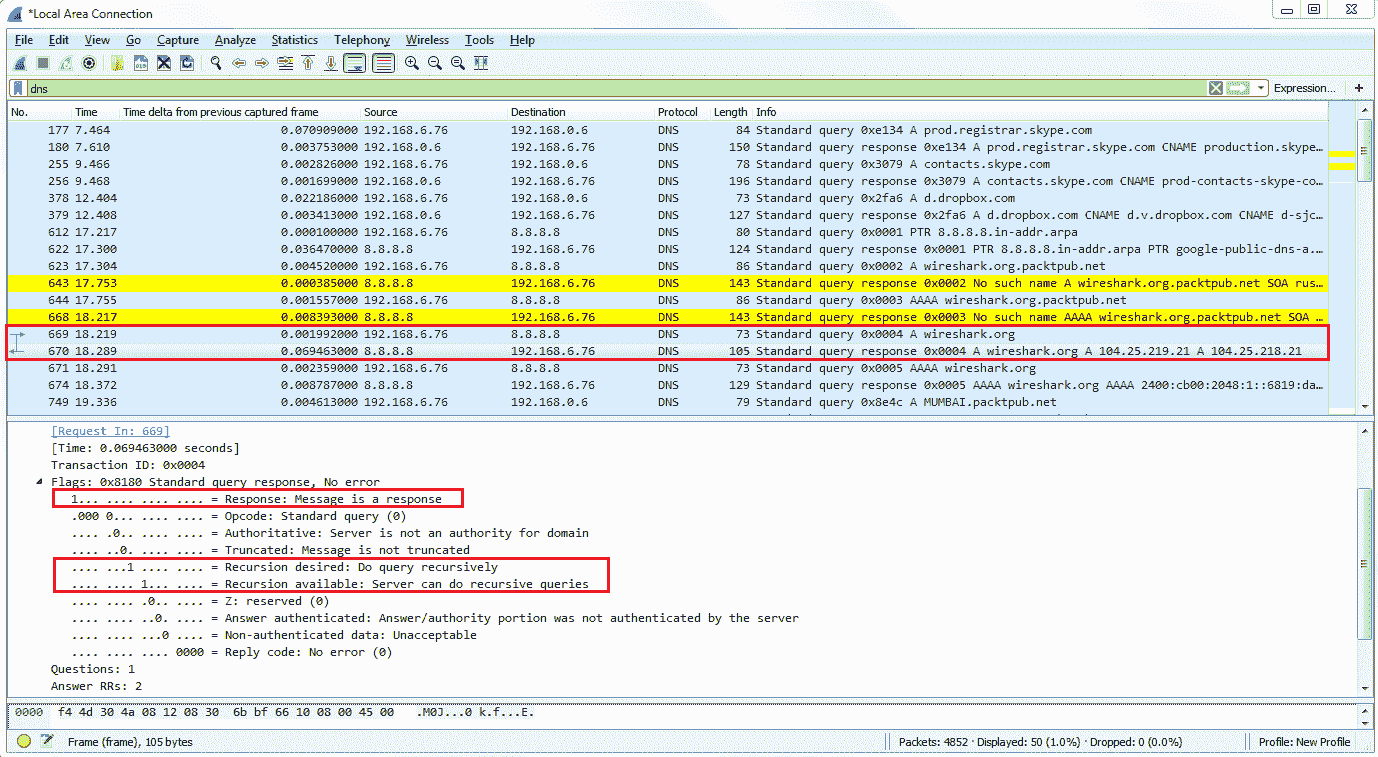 *Local Area Connection
File Edit View Go Capture Analyze Statistics Telephony Wireless Tools Help
dns Expression... +
No. Time Time delta from previous captured frame Source Destination Protocol Length Info
177 7.464 0.070909000 192.168.6.76 192.168.0.6 DNS 84 Standard query 0xe134 A prod.registrar.skype.com
180 7.610 0.003753000 192.168.0.6 192.168.6.76 DNS 150 Standard query response 0xe134 A prod.registrar.skype.com CNAME production.skype…
255 9.466 0.002826000 192.168.6.76 192.168.0.6 DNS 78 Standard query 0x3079 A contacts.skype.com
256 9.468 0.001699000 192.168.0.6 192.168.6.76 DNS 196 Standard query response 0x3079 A contacts.skype.com CNAME prod-contacts-skype-co…
378 12.404 0.022186000 192.168.6.76 192.168.0.6 DNS 73 Standard query 0x2fa6 A d.dropbox.com
379 12.408 0.003413000 192.168.0.6 192.168.6.76 DNS 127 Standard query response 0x2fa6 A d.dropbox.com CNAME d.v.dropbox.com CNAME d-sjc…
612 17.217 0.000100000 192.168.6.76 8.8.8.8 DNS 80 Standard query 0x0001 PTR 8.8.8.8.in-addr.arpa
622 17.300 0.036470000 8.8.8.8 192.168.6.76 DNS 124 Standard query response 0x0001 PTR 8.8.8.8.in-addr.arpa PTR google-public-dns-a.…
623 17.304 0.004520000 192.168.6.76 8.8.8.8 DNS 86 Standard query 0x0002 A wireshark.org.packtpub.net
643 17.753 0.000385000 8.8.8.8 192.168.6.76 DNS 143 Standard query response 0x0002 No such name A wireshark.org.packtpub.net SOA rus…
644 17.755 0.001557000 192.168.6.76 8.8.8.8 DNS 86 Standard query 0x0003 AAAA wireshark.org.packtpub.net
668 18.217 0.008393000 8.8.8.8 192.168.6.76 DNS 143 Standard query response 0x0003 No such name AAAA wireshark.org.packtpub.net SOA …
669 18.219 0.001992000 192.168.6.76 8.8.8.8 DNS 73 Standard query 0x0004 A wireshark.org
670 18.289 0.069463000 8.8.8.8 192.168.6.76 DNS 105 Standard query response 0x0004 A wireshark.org A 104.25.219.21 A 104.25.218.21
671 18.291 0.002359000 192.168.6.76 8.8.8.8 DNS 73 Standard query 0x0005 AAAA wireshark.org
674 18.372 0.008787000 8.8.8.8 192.168.6.76 DNS 129 Standard query response 0x0005 AAAA wireshark.org AAAA 2400:cb00:2048:1::6819:da…
749 19.336 0.004613000 192.168.6.76 192.168.0.6 DNS 79 Standard query 0x8e4c A MUMBAI.packtpub.net
[Request In: 669]
[Time: 0.069463000 seconds]
Transaction ID: 0x0004
Flags: 0x8180 Standard query response, No error
1... .... .... .... = Response: Message is a response
.000 0... .... .... = Opcode: Standard query (0)
.... .0.. .... .... = Authoritative: Server is not an authority for domain
.... ..0. .... .... = Truncated: Message is not truncated
.... ...1 .... .... = Recursion desired: Do query recursively
.... .... 1... .... = Recursion available: Server can do recursive queries
.... .... .0.. .... = Z: reserved (0)
.... .... ..0. .... = Answer authenticated: Answer/authority portion was not authenticated by the server
.... .... ...0 .... = Non-authenticated data: Unacceptable
.... .... .... 0000 = Reply code: No error (0)
Questions: 1
Answer RRs: 2
0000 f4 4d 30 4a 08 12 08 30 6b bf 66 10 08 00 45 00 .M0J...0 k.f...E.
Frame (frame), 105 bytes Packets: 4852 · Displayed: 50 (1.0%) · Dropped: 0 (0.0%) Profile: New Profile